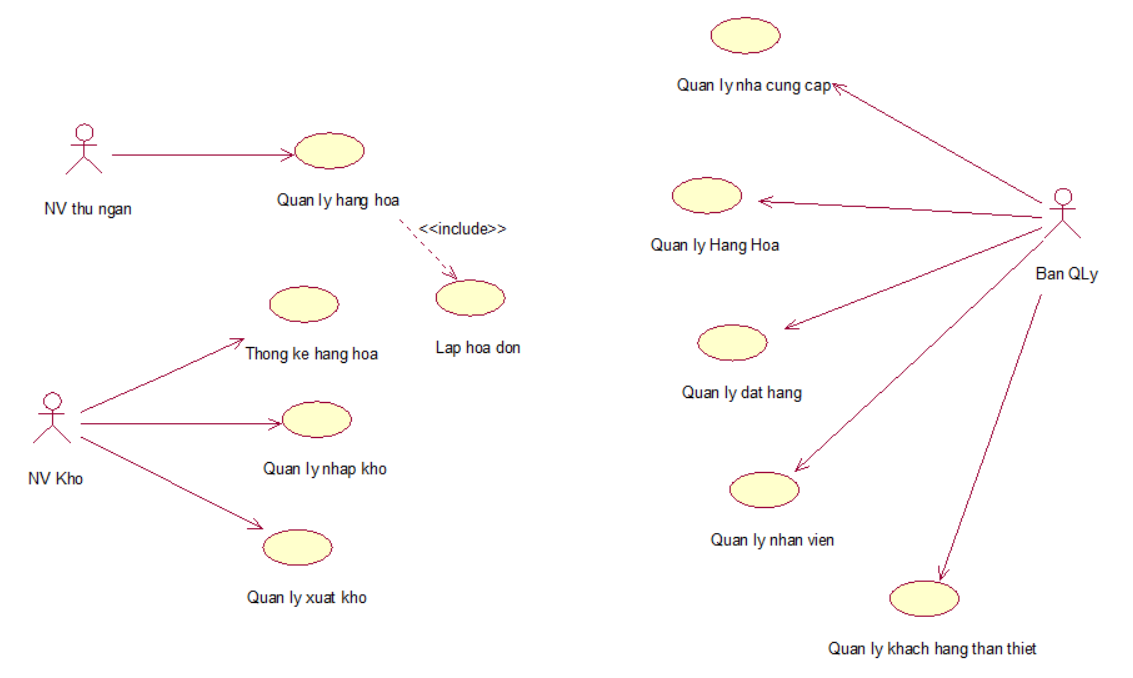 Quan ly nha cung cap
NV thu ngan
Quan ly hang hoa
<<include>>
Quan ly Hang Hoa
Ban QLy
Thong ke hang hoa
Lap hoa don
Quan ly dat hang
NV Kho
Quan ly nhap kho
Quan ly nhan vien
Quan ly xuat kho
Quan ly khach hang than thiet